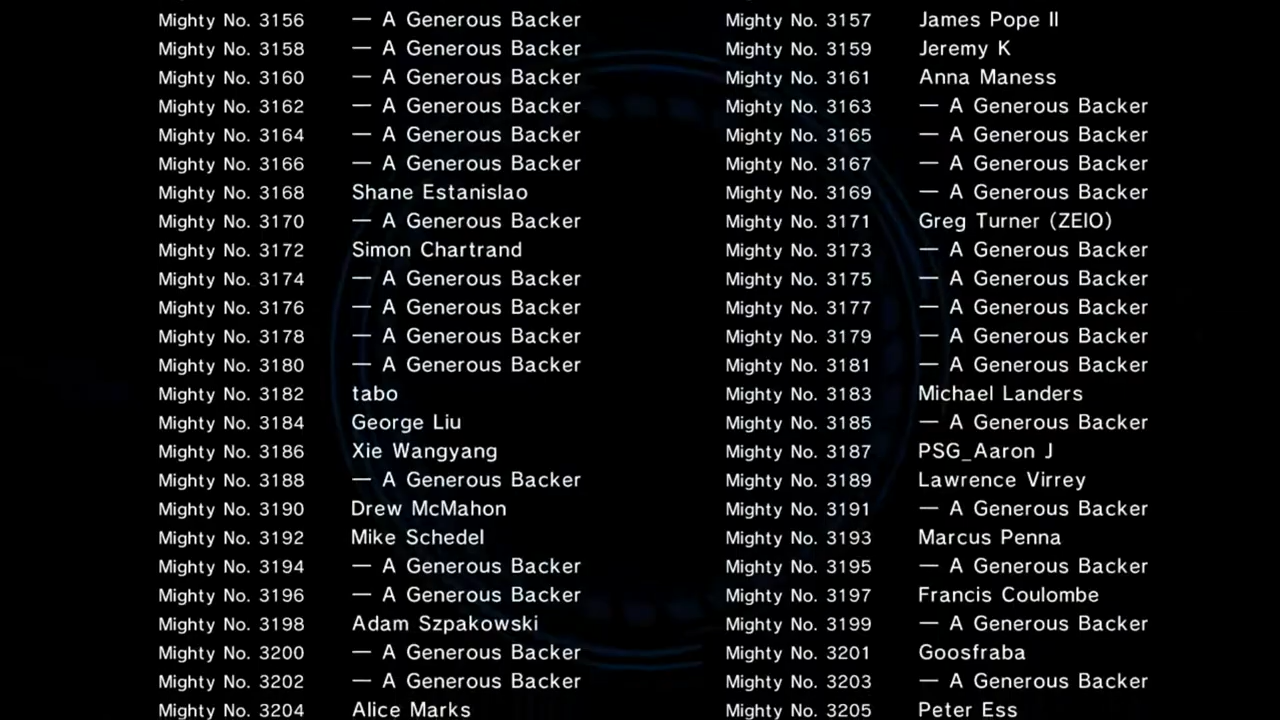 Mighty No. 3156 — A Generous Backer Mighty No. 3157 James Pope II
Mighty No. 3158 — A Generous Backer Mighty No. 3159 Jeremy K
Mighty No. 3160 — A Generous Backer Mighty No. 3161 Anna Maness
Mighty No. 3162 — A Generous Backer Mighty No. 3163 — A Generous Backer
Mighty No. 3164 — A Generous Backer Mighty No. 3165 — A Generous Backer
Mighty No. 3166 — A Generous Backer Mighty No. 3167 — A Generous Backer
Mighty No. 3168 Shane Estanislao Mighty No. 3169 — A Generous Backer
Mighty No. 3170 — A Generous Backer Mighty No. 3171 Greg Turner (ZEIO)
Mighty No. 3172 Simon Chartrand Mighty No. 3173 — A Generous Backer
Mighty No. 3174 — A Generous Backer Mighty No. 3175 — A Generous Backer
Mighty No. 3176 — A Generous Backer Mighty No. 3177 — A Generous Backer
Mighty No. 3178 — A Generous Backer Mighty No. 3179 — A Generous Backer
Mighty No. 3180 — A Generous Backer Mighty No. 3181 — A Generous Backer
Mighty No. 3182 tabo Mighty No. 3183 Michael Landers
Mighty No. 3184 George Liu Mighty No. 3185 — A Generous Backer
Mighty No. 3186 Xie Wangyang Mighty No. 3187 PSG_Aaron J
Mighty No. 3188 — A Generous Backer Mighty No. 3189 Lawrence Virrey
Mighty No. 3190 Drew McMahon Mighty No. 3191 — A Generous Backer
Mighty No. 3192 Mike Schedel Mighty No. 3193 Marcus Penna
Mighty No. 3194 — A Generous Backer Mighty No. 3195 — A Generous Backer
Mighty No. 3196 — A Generous Backer Mighty No. 3197 Francis Coulombe
Mighty No. 3198 Adam Szpakowski Mighty No. 3199 — A Generous Backer
Mighty No. 3200 — A Generous Backer Mighty No. 3201 Goosfraba
Mighty No. 3202 — A Generous Backer Mighty No. 3203 — A Generous Backer
Mighty No. 3204 Alice Marks Mighty No. 3205 Peter Ess